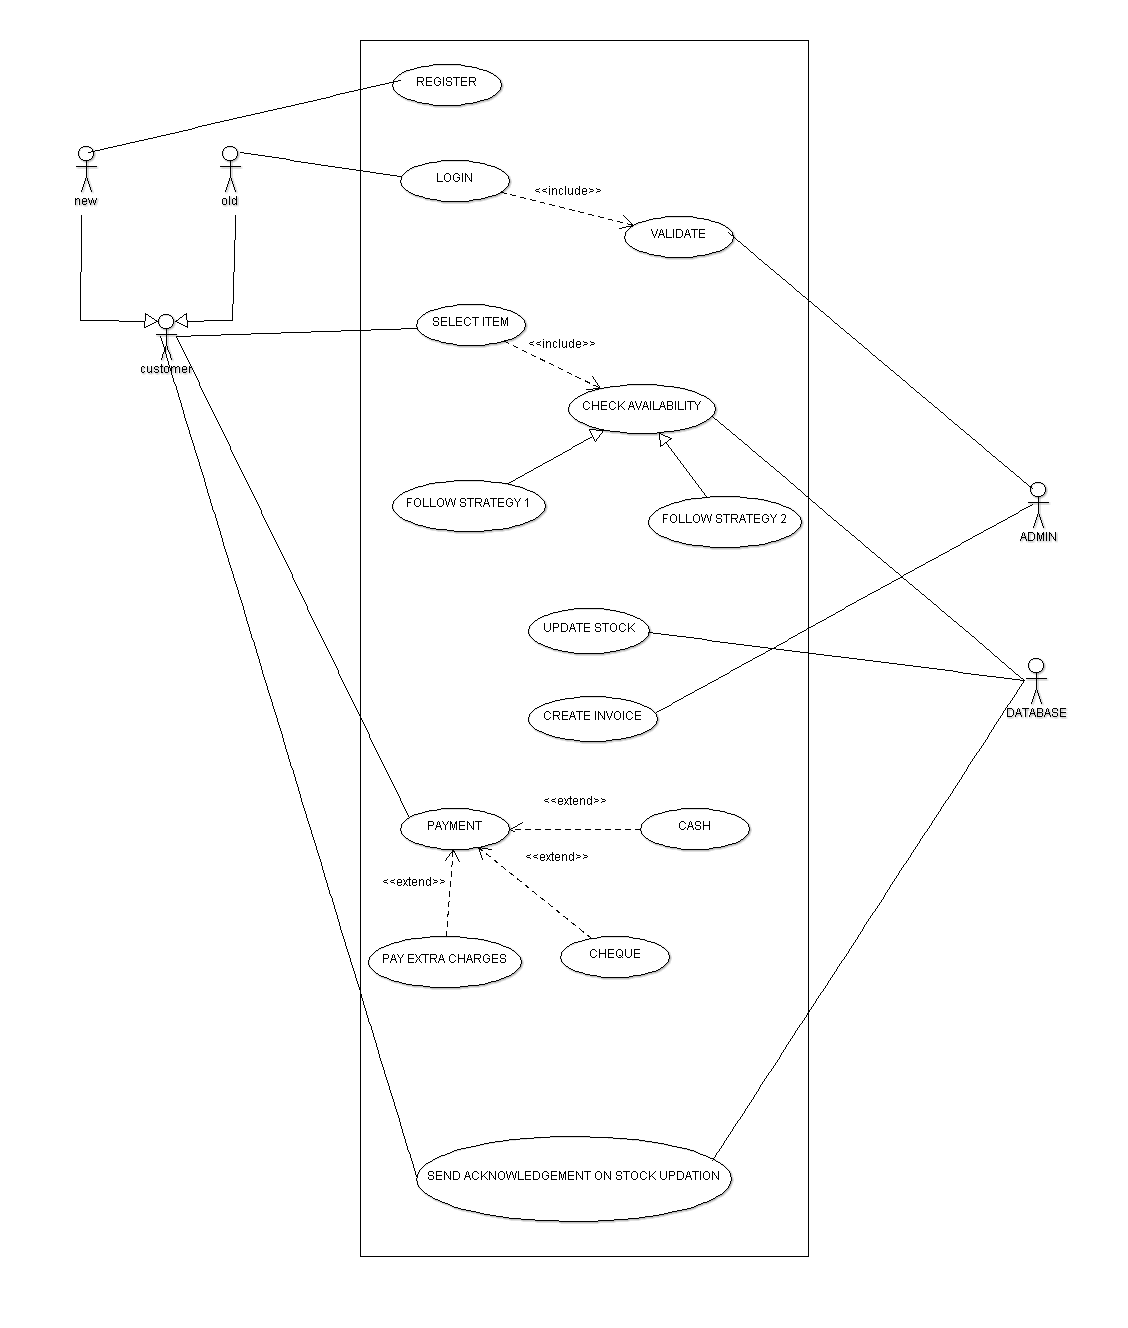 REGISTER
new
old
LOGIN
<<include>>
VALIDATE
SELECT ITEM
<<include>>
customer
CHECK AVAILABILITY
FOLLOW STRATEGY 1
FOLLOW STRATEGY 2
ADMIN
UPDATE STOCK
CREATE INVOICE
DATABASE
<<extend>>
PAYMENT
CASH
<<extend>>
<<extend>>
PAY EXTRA CHARGES
CHEQUE
SEND ACKNOWLEDGEMENT ON STOCK UPDATION